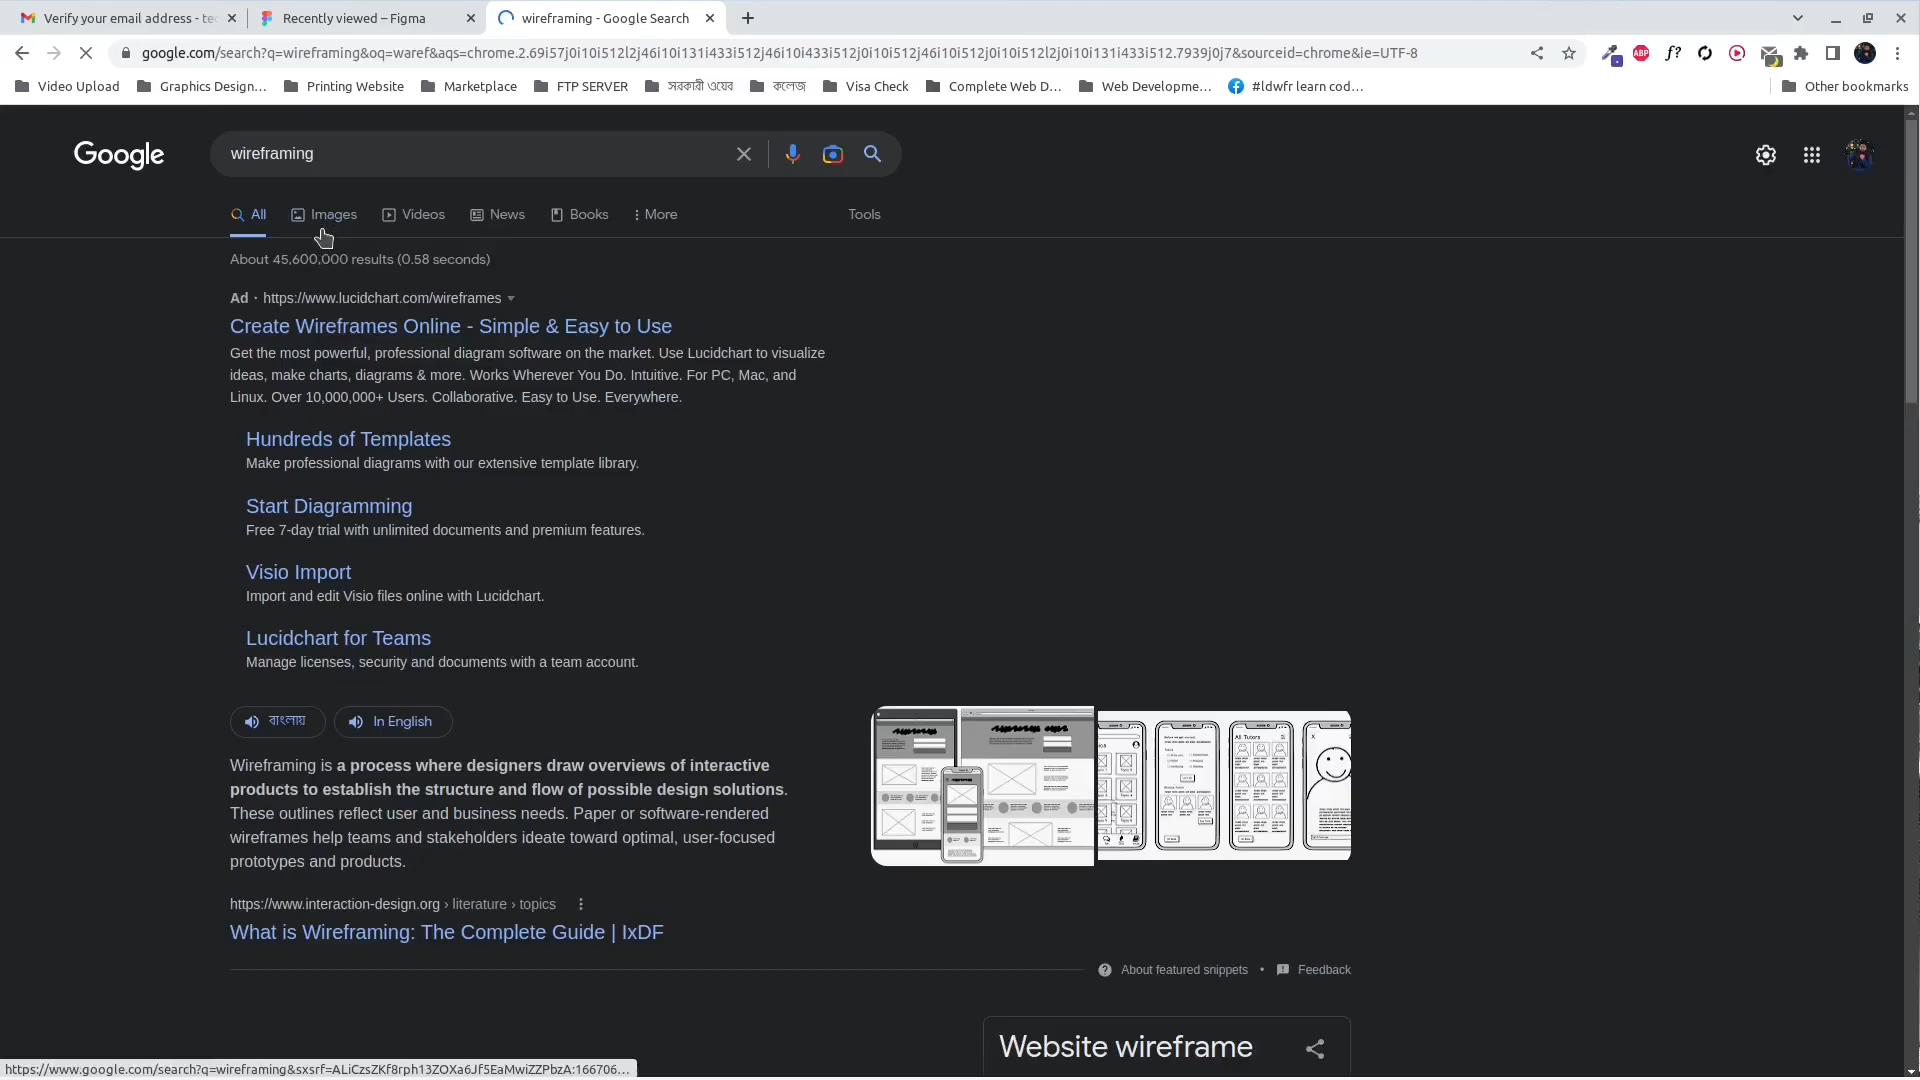 Verify your email address - te
Recently viewed – Figma
wireframing - Google Search
google.com/search?q=wireframing&oq=waref&aqs=chrome.2.69i57j0i10i512l2j46i10i131i433i512j46i10i433i512j0i10i512j46i10i512j0i10i512l2j0i10i131i433i512.7939j0j7&sourceid=chrome&ie=UTF-8
ABP
f?
Video Upload
Graphics Design...
Printing Website
Marketplace
FTP SERVER
সরকারী ওযেব
কলেজ
Visa Check
Complete Web D...
Web Developme...
#ldwfr learn cod...
Other bookmarks
Google
wireframing
All
Images
Videos
News
Books
More
Tools
About 45,600,000 results (0.58 seconds)
Ad · https://www.lucidchart.com/wireframes
Create Wireframes Online - Simple & Easy to Use
Get the most powerful, professional diagram software on the market. Use Lucidchart to visualize
ideas, make charts, diagrams & more. Works Wherever You Do. Intuitive. For PC, Mac, and
Linux. Over 10,000,000+ Users. Collaborative. Easy to Use. Everywhere.
Hundreds of Templates
Make professional diagrams with our extensive template library.
Start Diagramming
Free 7-day trial with unlimited documents and premium features.
Visio Import
Import and edit Visio files online with Lucidchart.
Lucidchart for Teams
Manage licenses, security and documents with a team account.
বাংলায়
In English
Wireframing is a process where designers draw overviews of interactive
products to establish the structure and flow of possible design solutions.
These outlines reflect user and business needs. Paper or software-rendered
wireframes help teams and stakeholders ideate toward optimal, user-focused
prototypes and products.
All Tutors
https://www.interaction-design.org › literature › topics
What is Wireframing: The Complete Guide | IxDF
About featured snippets • Feedback
Website wireframe
https://www.google.com/search?q=wireframing&sxsrf=ALiCzsZKf8rph13ZOXa6Jf5EaMwiZZPbzA:166706...